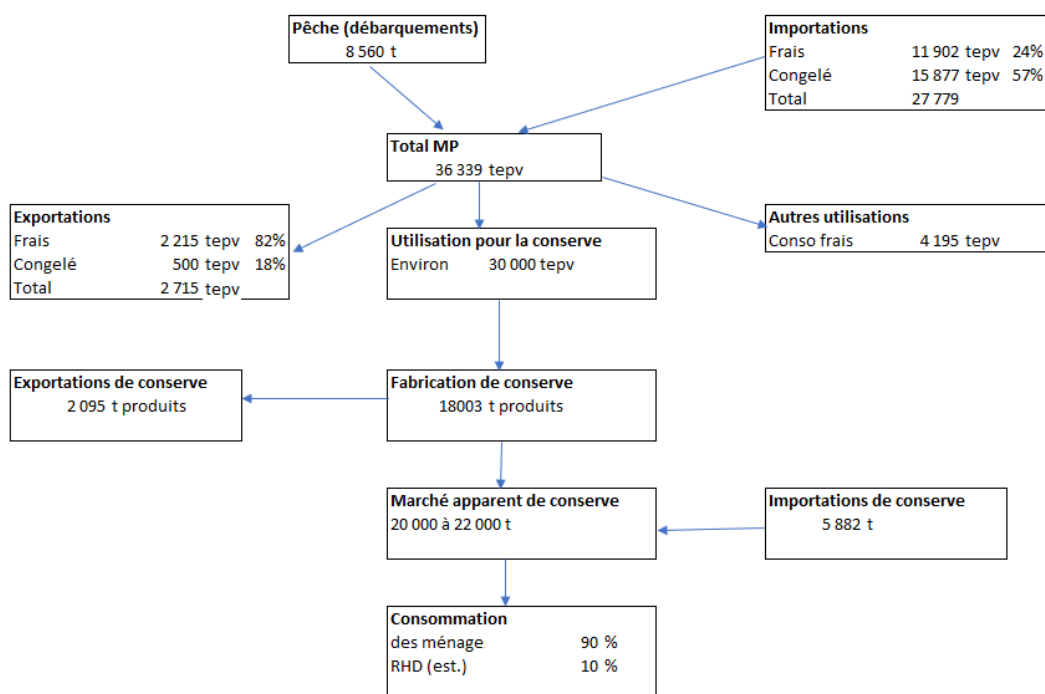 Pêche (débarquements)
8 560 t
Importations
Frais 11 902 tepv 24%
Congelé 15 877 tepv 57%
Total 27 779
Total MP
36 339 tepv
Exportations
Frais 2 215 tepv 82%
Congelé 500 tepv 18%
Total 2 715 tepv
Utilisation pour la conserve
Environ 30 000 tepv
Autres utilisations
Conso frais 4 195 tepv
Exportations de conserve
2 095 t produits
Fabrication de conserve
18003 t produits
Marché apparent de conserve
20 000 à 22 000 t
Importations de conserve
5 882 t
Consommation
des ménage 90 %
RHD (est.) 10 %